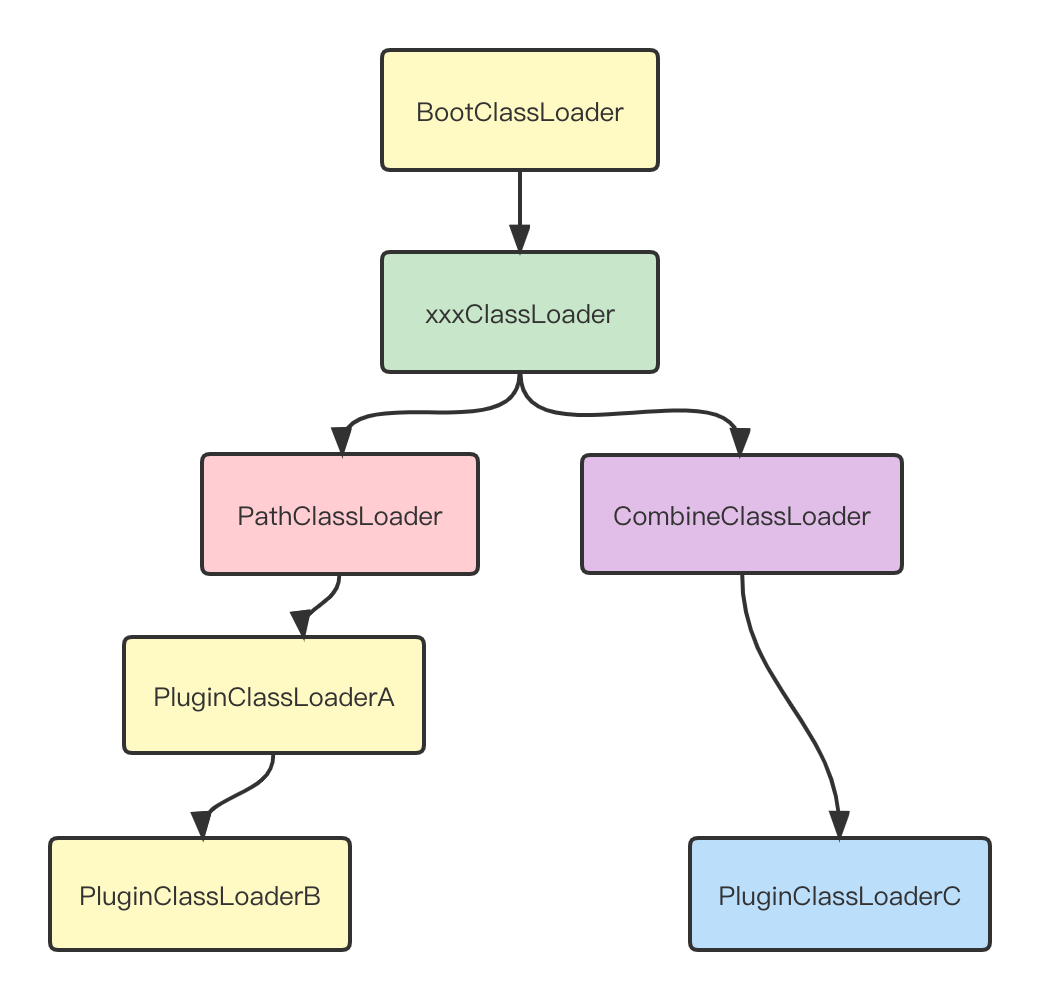 BootClassLoader
xxxClassLoader
PathClassLoader
CombineClassLoader
PluginClassLoaderA
PluginClassLoaderB
PluginClassLoaderC